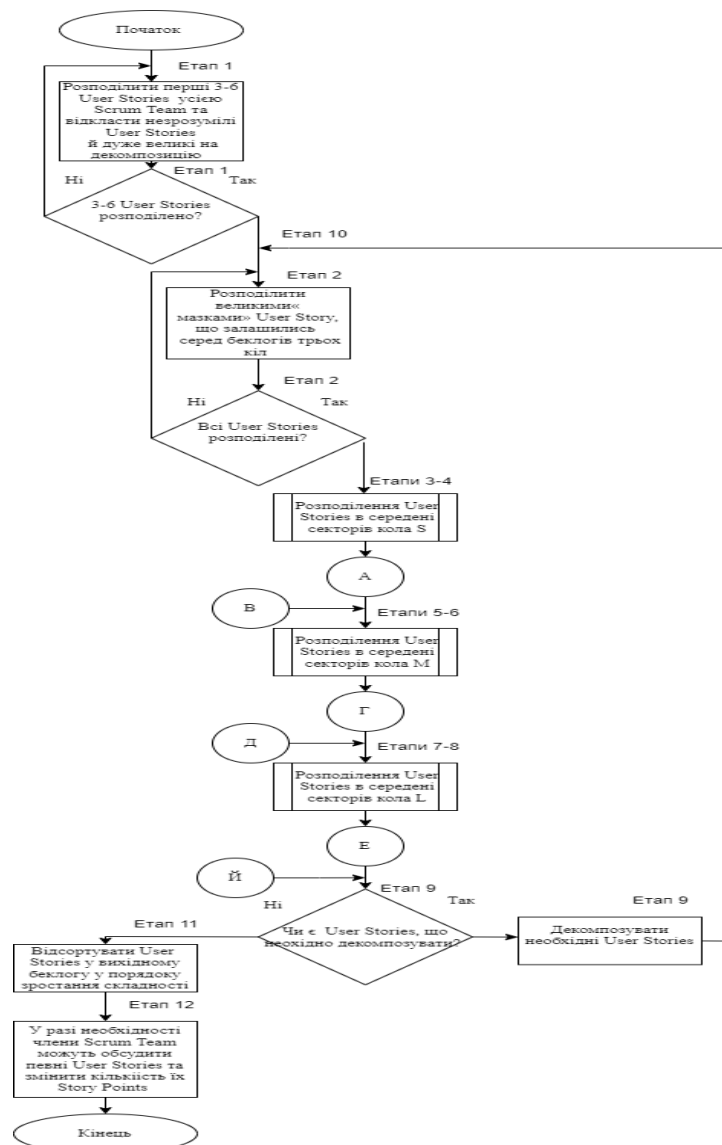 Початок
Етап 1
Розподілити перші 3-6
User Stories усією
Scrum Team та
відкласти незрозумілі
User Stories
й дуже великі на
декомпозицію
Етап 1
Ні
Так
3-6 User Stories
розподілено?
Етап 10
Етап 2
Розподілити
великими«
мазками» User Story,
що залашились
серед беклогів трьох
кіл
Етап 2
Ні
Так
Всі User Stories
розподілені?
Етапи 3-4
Розподілення User
Stories в середені
секторів кола S
А
В
Етапи 5-6
Розподілення User
Stories в середені
секторів кола M
Г
Д
Етапи 7-8
Розподілення User
Stories в середені
секторів кола L
Е
Й
Етап 9
Ні
Так
Чи є User Stories, що
неохідно декомпозувати?
Етап 9
Декомпозувати
необхідні User Stories
Етап 11
Відсортувати User
Stories у вихідному
беклогу у порядоку
зростання складності
Етап 12
У разі необхідності
члени Scrum Team
можуть обсудити
певні User Stories та
змінити кількіість їх
Story Points
Кінець